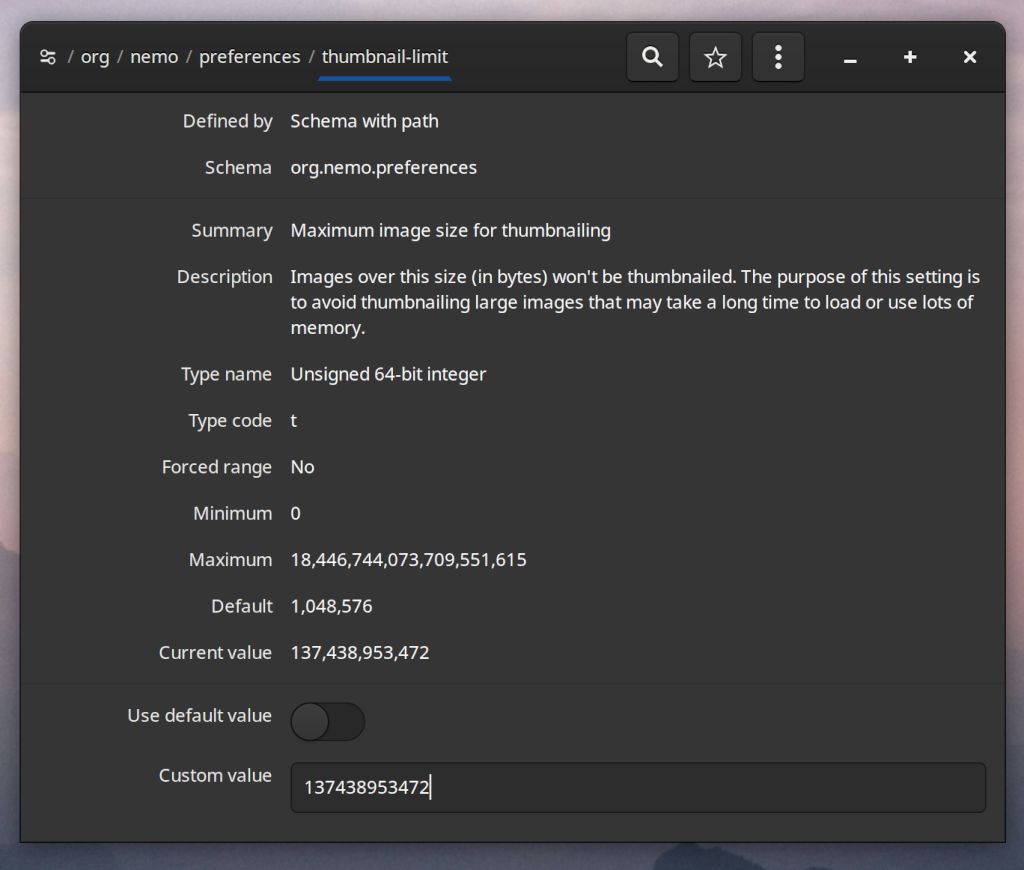 / org / nemo / preferences / thumbnail-limit
Defined by Schema with path
Schema org.nemo.preferences
Summary Maximum image size for thumbnailing
Description Images over this size (in bytes) won't be thumbnailed. The purpose of this setting is
to avoid thumbnailing large images that may take a long time to load or use lots of
memory.
Type name Unsigned 64-bit integer
Type code t
Forced range No
Minimum 0
Maximum 18,446,744,073,709,551,615
Default 1,048,576
Current value 137,438,953,472
Use default value
Custom value 137438953472